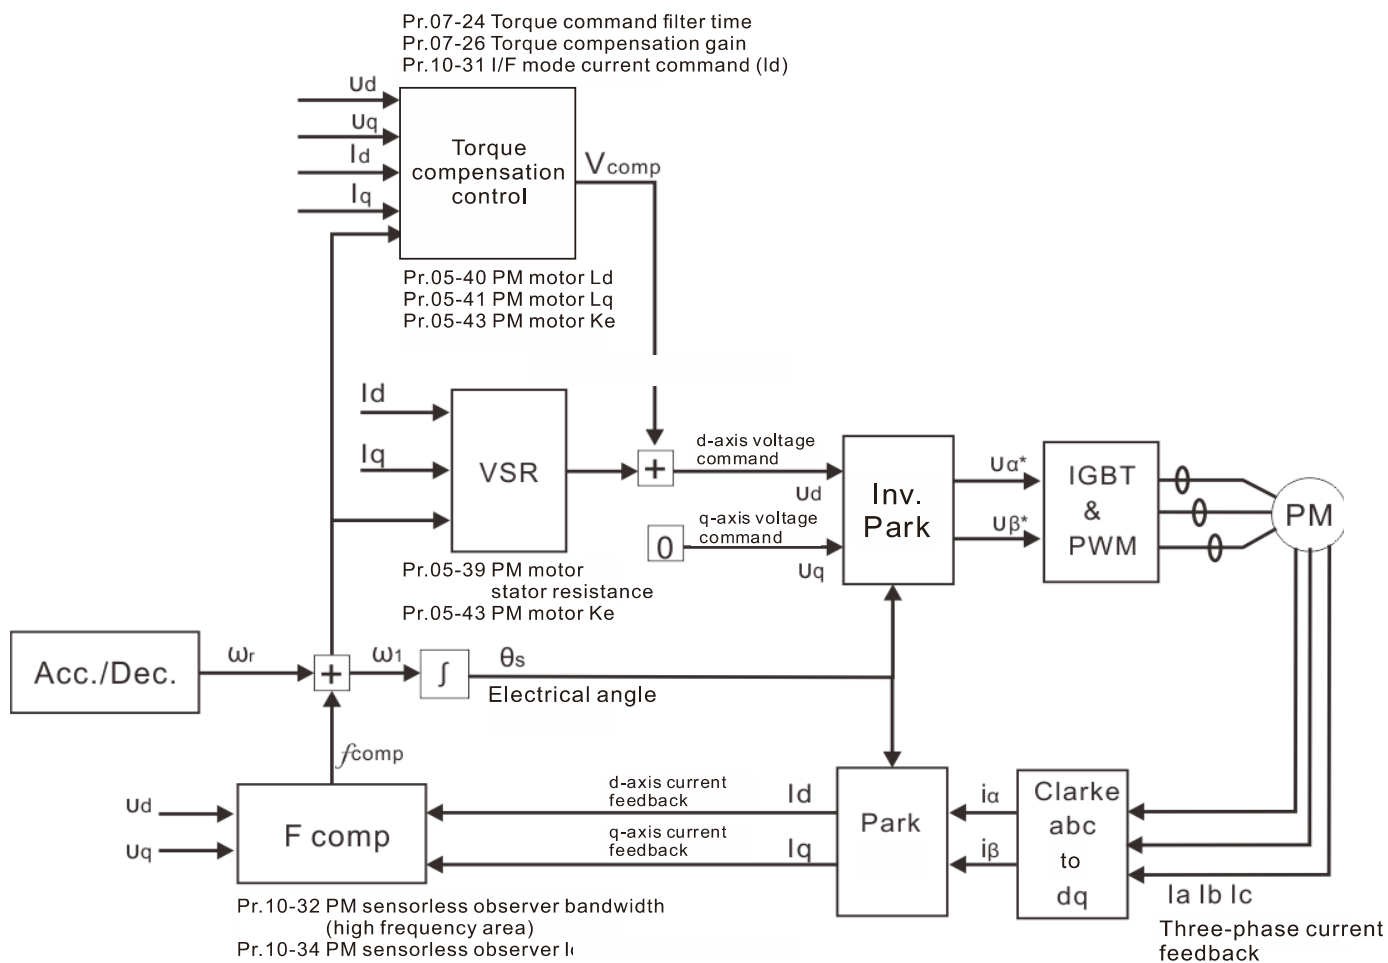 Pr.07-24 Torque command filter time
Pr.07-26 Torque compensation gain
Pr.10-31 I/F mode current command (Id)
ud
uq
Id
Iq
Torque
compensation
control
Vcomp
Pr.05-40 PM motor Ld
Pr.05-41 PM motor Lq
Pr.05-43 PM motor Ke
Id
Iq
VSR
+
d-axis voltage
command
ud
0
q-axis voltage
command
uq
Inv.
Park
uα*
uβ*
IGBT
&
PWM
PM
Pr.05-39 PM motor
stator resistance
Pr.05-43 PM motor Ke
Acc./Dec.
ωr
+
ω1
∫
θs
Electrical angle
fcomp
ud
uq
F comp
d-axis current
feedback
Id
q-axis current
feedback
Iq
Park
iα
iβ
Clarke
abc
to
dq
Ia Ib Ic
Three-phase current
feedback
Pr.10-32 PM sensorless observer bandwidth
(high frequency area)
Pr.10-34 PM sensorless observer